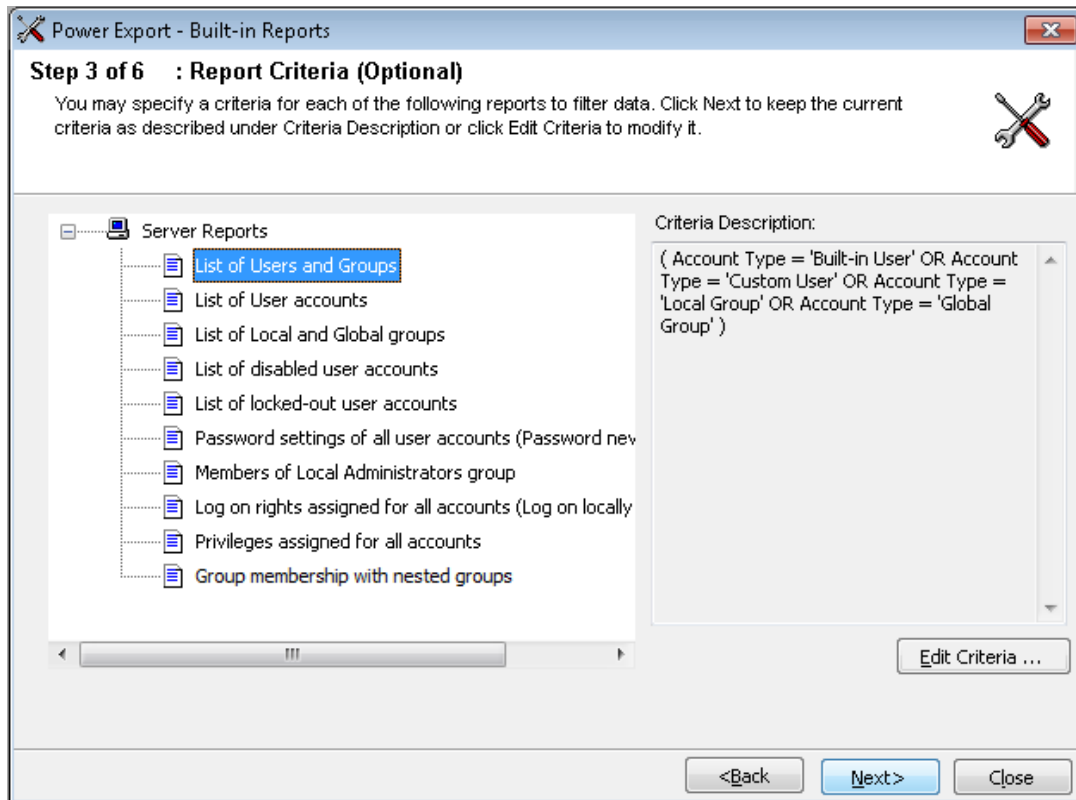 Power Export - Built-in Reports
Step 3 of 6 : Report Criteria (Optional)
You may specify a criteria for each of the following reports to filter data. Click Next to keep the current
criteria as described under Criteria Description or click Edit Criteria to modify it.
Server Reports
List of Users and Groups
List of User accounts
List of Local and Global groups
List of disabled user accounts
List of locked-out user accounts
Password settings of all user accounts (Password nev
Members of Local Administrators group
Log on rights assigned for all accounts (Log on locally
Privileges assigned for all accounts
Group membership with nested groups
Criteria Description:
( Account Type = 'Built-in User' OR Account
Type = 'Custom User' OR Account Type =
'Local Group' OR Account Type = 'Global
Group' )
Edit Criteria ...
<Back
Next>
Close